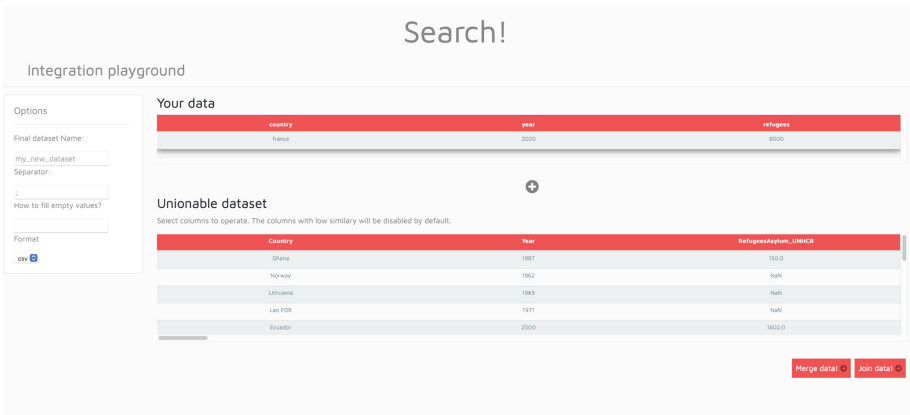 Search!
Integration playground
Options
Final dataset Name:
my_new_dataset
Separator:
;
How to fill empty values?
Format
csv
Your data
country year refugees
france 2020 6000
Unionable dataset
Select columns to operate. The columns with low similary will be disabled by default.
Country Year RefugeesAsylum_UNHCR
Ghana 1987 150.0
Norway 1962 NaN
Lithuania 1969 NaN
Lao PDR 1971 NaN
Ecuador 2000 1602.0
Merge data! Join data!